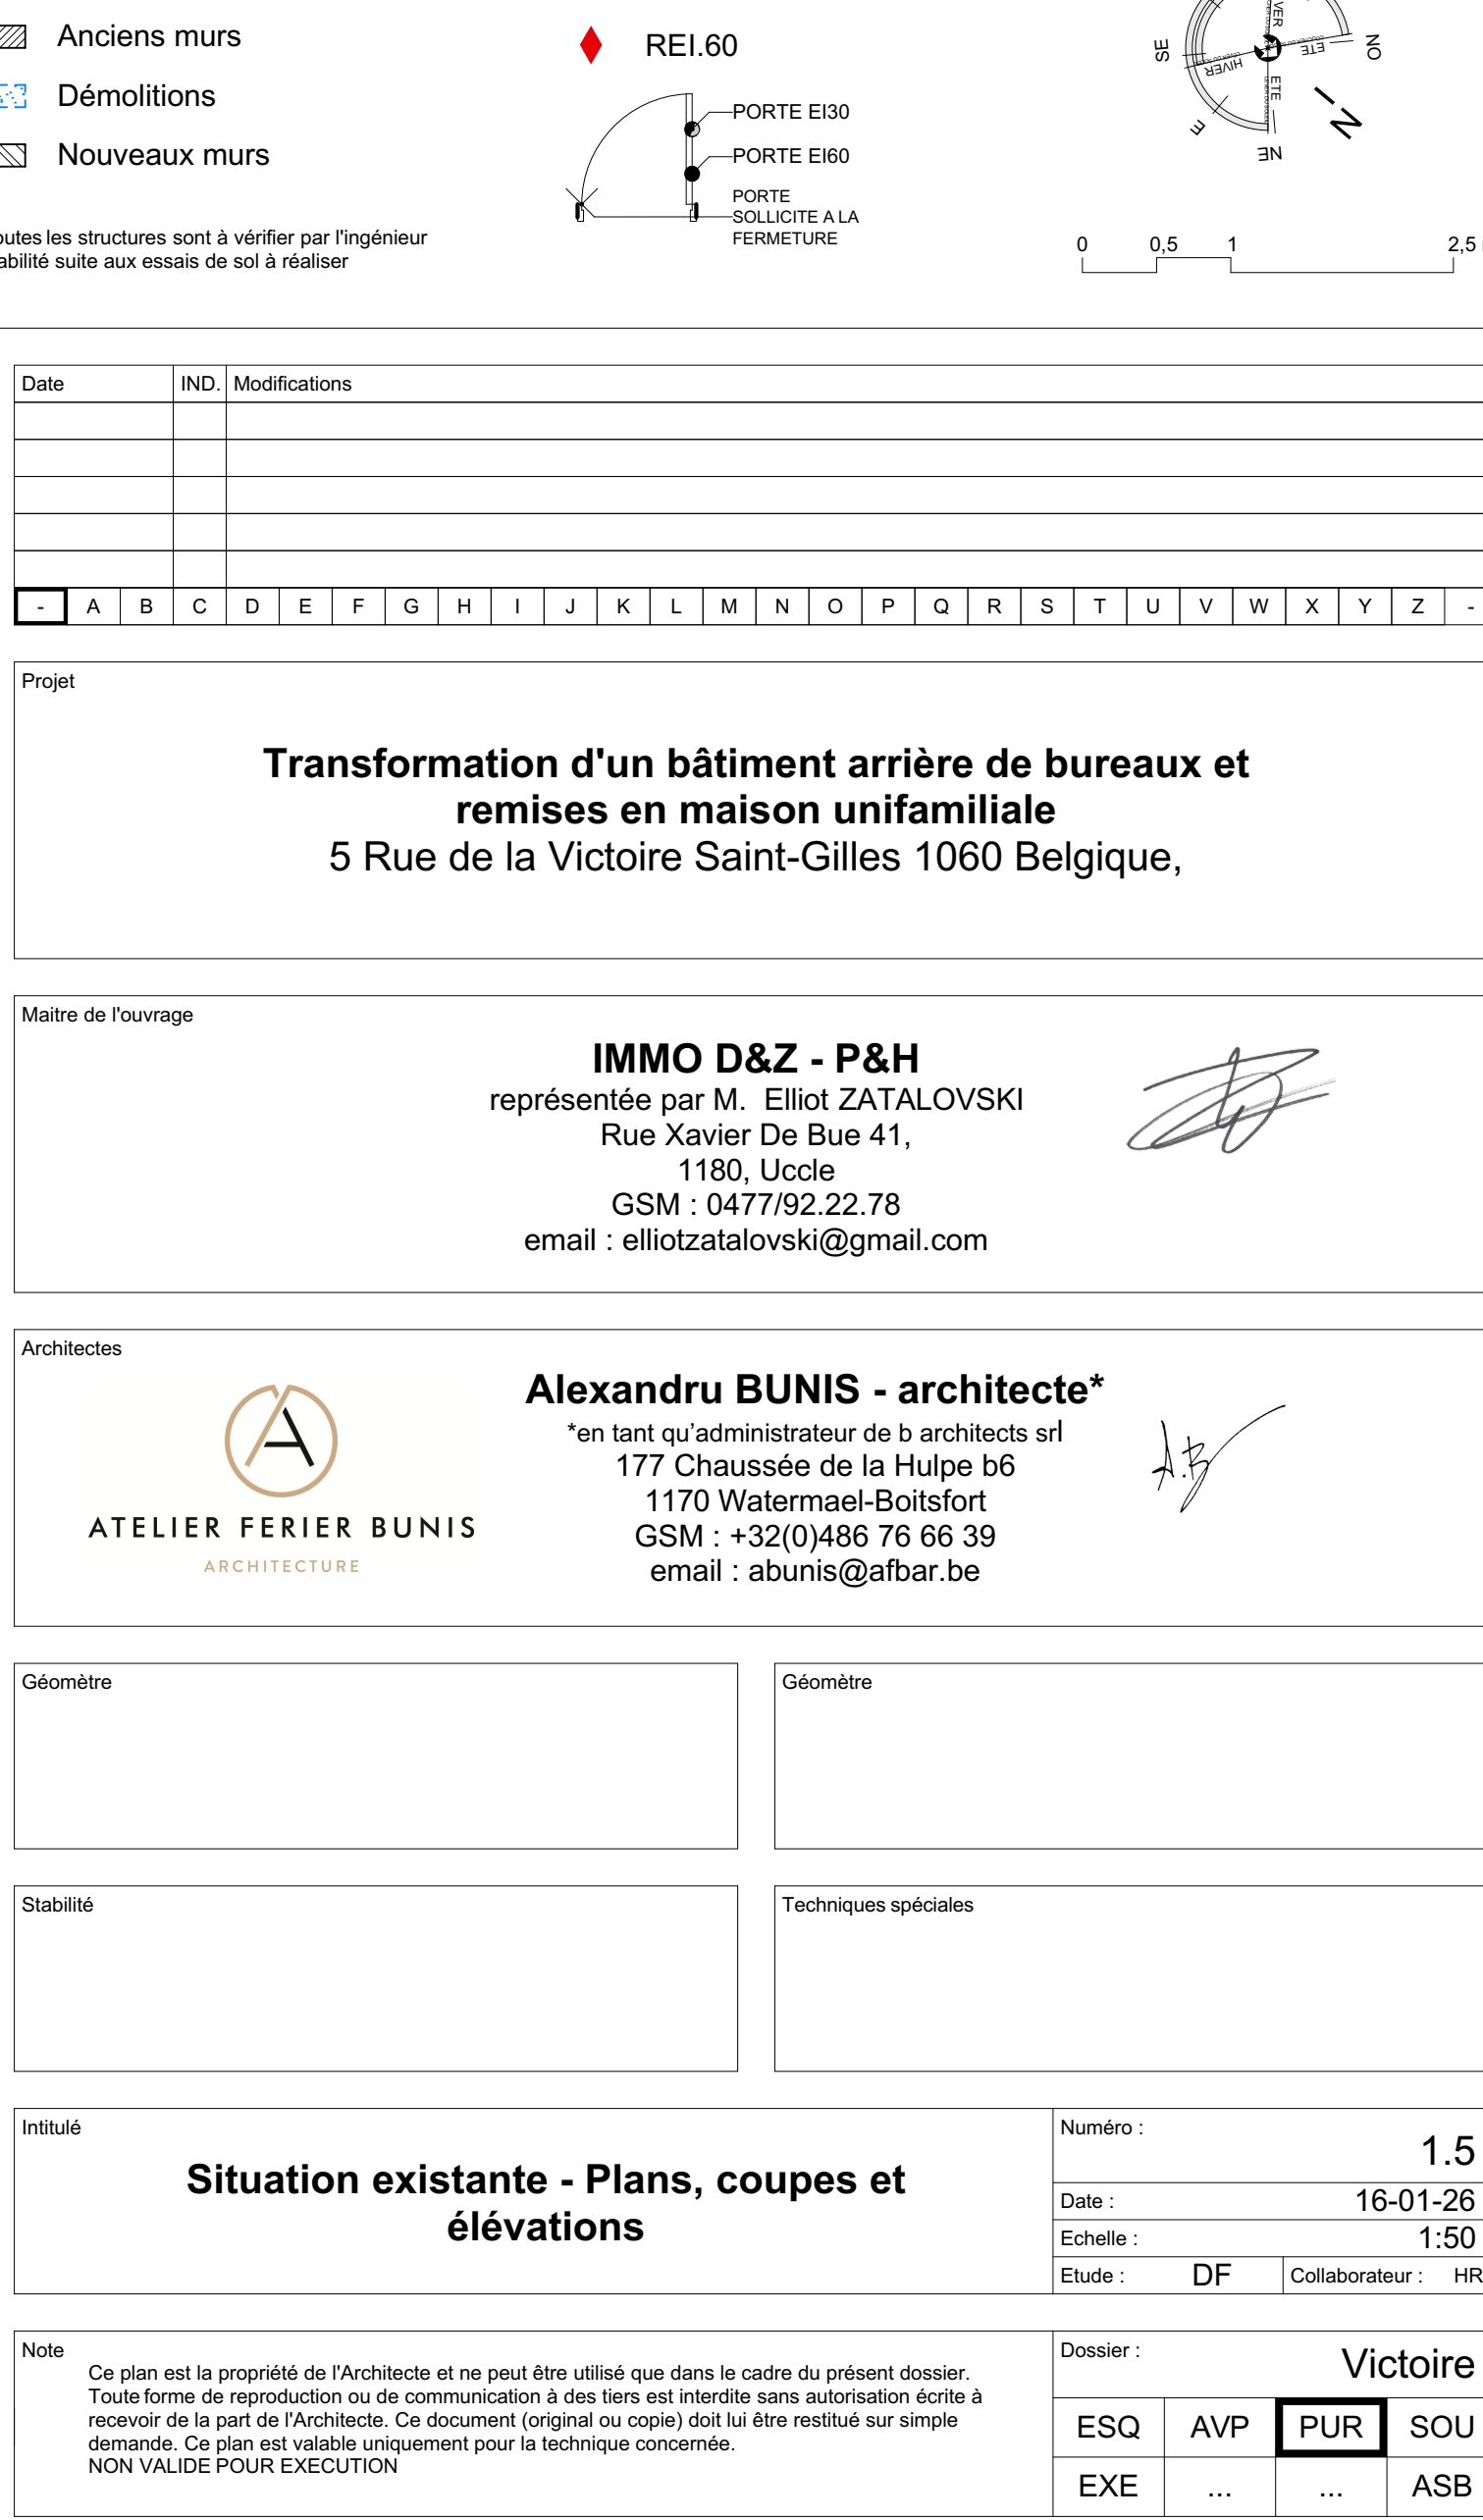 Anciens murs
Démolitions
Nouveaux murs
REI.60
PORTE EI30
PORTE EI60
PORTE
SOLLICITE A LA
FERMETURE
SE
NO
HIVER
ETE
ETE
E
NE
N
outes les structures sont à vérifier par l'ingénieur
abilité suite aux essais de sol à réaliser
0 0,5 1 2,5
Date IND. Modifications
- A B C D E F G H I J K L M N O P Q R S T U V W X Y Z -
Projet
Transformation d'un bâtiment arrière de bureaux et
remises en maison unifamiliale
5 Rue de la Victoire Saint-Gilles 1060 Belgique,
Maitre de l'ouvrage
IMMO D&Z - P&H
représentée par M. Elliot ZATALOVSKI
Rue Xavier De Bue 41,
1180, Uccle
GSM : 0477/92.22.78
email : elliotzatalovski@gmail.com
Architectes
ATELIER FERIER BUNIS
ARCHITECTURE
Alexandru BUNIS - architecte*
*en tant qu’administrateur de b architects srl
177 Chaussée de la Hulpe b6
1170 Watermael-Boitsfort
GSM : +32(0)486 76 66 39
email : abunis@afbar.be
A.B
Géomètre
Géomètre
Stabilité
Techniques spéciales
Intitulé
Situation existante - Plans, coupes et
élévations
Numéro : 1.5
Date : 16-01-26
Echelle : 1:50
Etude : DF Collaborateur : HR
Note
Ce plan est la propriété de l'Architecte et ne peut être utilisé que dans le cadre du présent dossier.
Toute forme de reproduction ou de communication à des tiers est interdite sans autorisation écrite à
recevoir de la part de l'Architecte. Ce document (original ou copie) doit lui être restitué sur simple
demande. Ce plan est valable uniquement pour la technique concernée.
NON VALIDE POUR EXECUTION
Dossier : Victoire
ESQ AVP PUR SOU
EXE ... ... ASB